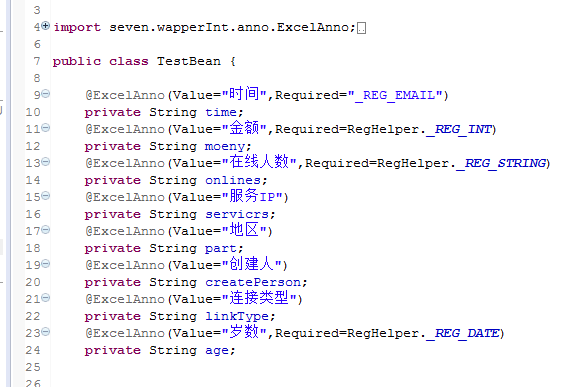 3
4 import seven.wapperInt.anno.ExcelAnno;
6
7 public class TestBean {
8
9 @ExcelAnno(Value="时间",Required="_REG_EMAIL")
10 private String time;
11 @ExcelAnno(Value="金额",Required=RegHelper._REG_INT)
12 private String moeny;
13 @ExcelAnno(Value="在线人数",Required=RegHelper._REG_STRING)
14 private String onlines;
15 @ExcelAnno(Value="服务IP")
16 private String servicrs;
17 @ExcelAnno(Value="地区")
18 private String part;
19 @ExcelAnno(Value="创建人")
20 private String createPerson;
21 @ExcelAnno(Value="连接类型")
22 private String linkType;
23 @ExcelAnno(Value="岁数",Required=RegHelper._REG_DATE)
24 private String age;
25
26